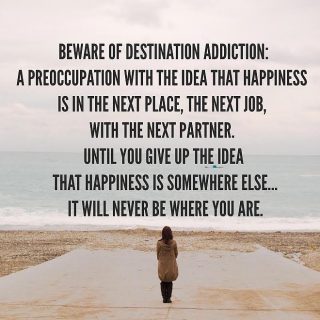 BEWARE OF DESTINATION ADDICTION:
A PREOCCUPATION WITH THE IDEA THAT HAPPINESS
IS IN THE NEXT PLACE, THE NEXT JOB,
WITH THE NEXT PARTNER.
UNTIL YOU GIVE UP THE IDEA
THAT HAPPINESS IS SOMEWHERE ELSE...
IT WILL NEVER BE WHERE YOU ARE.